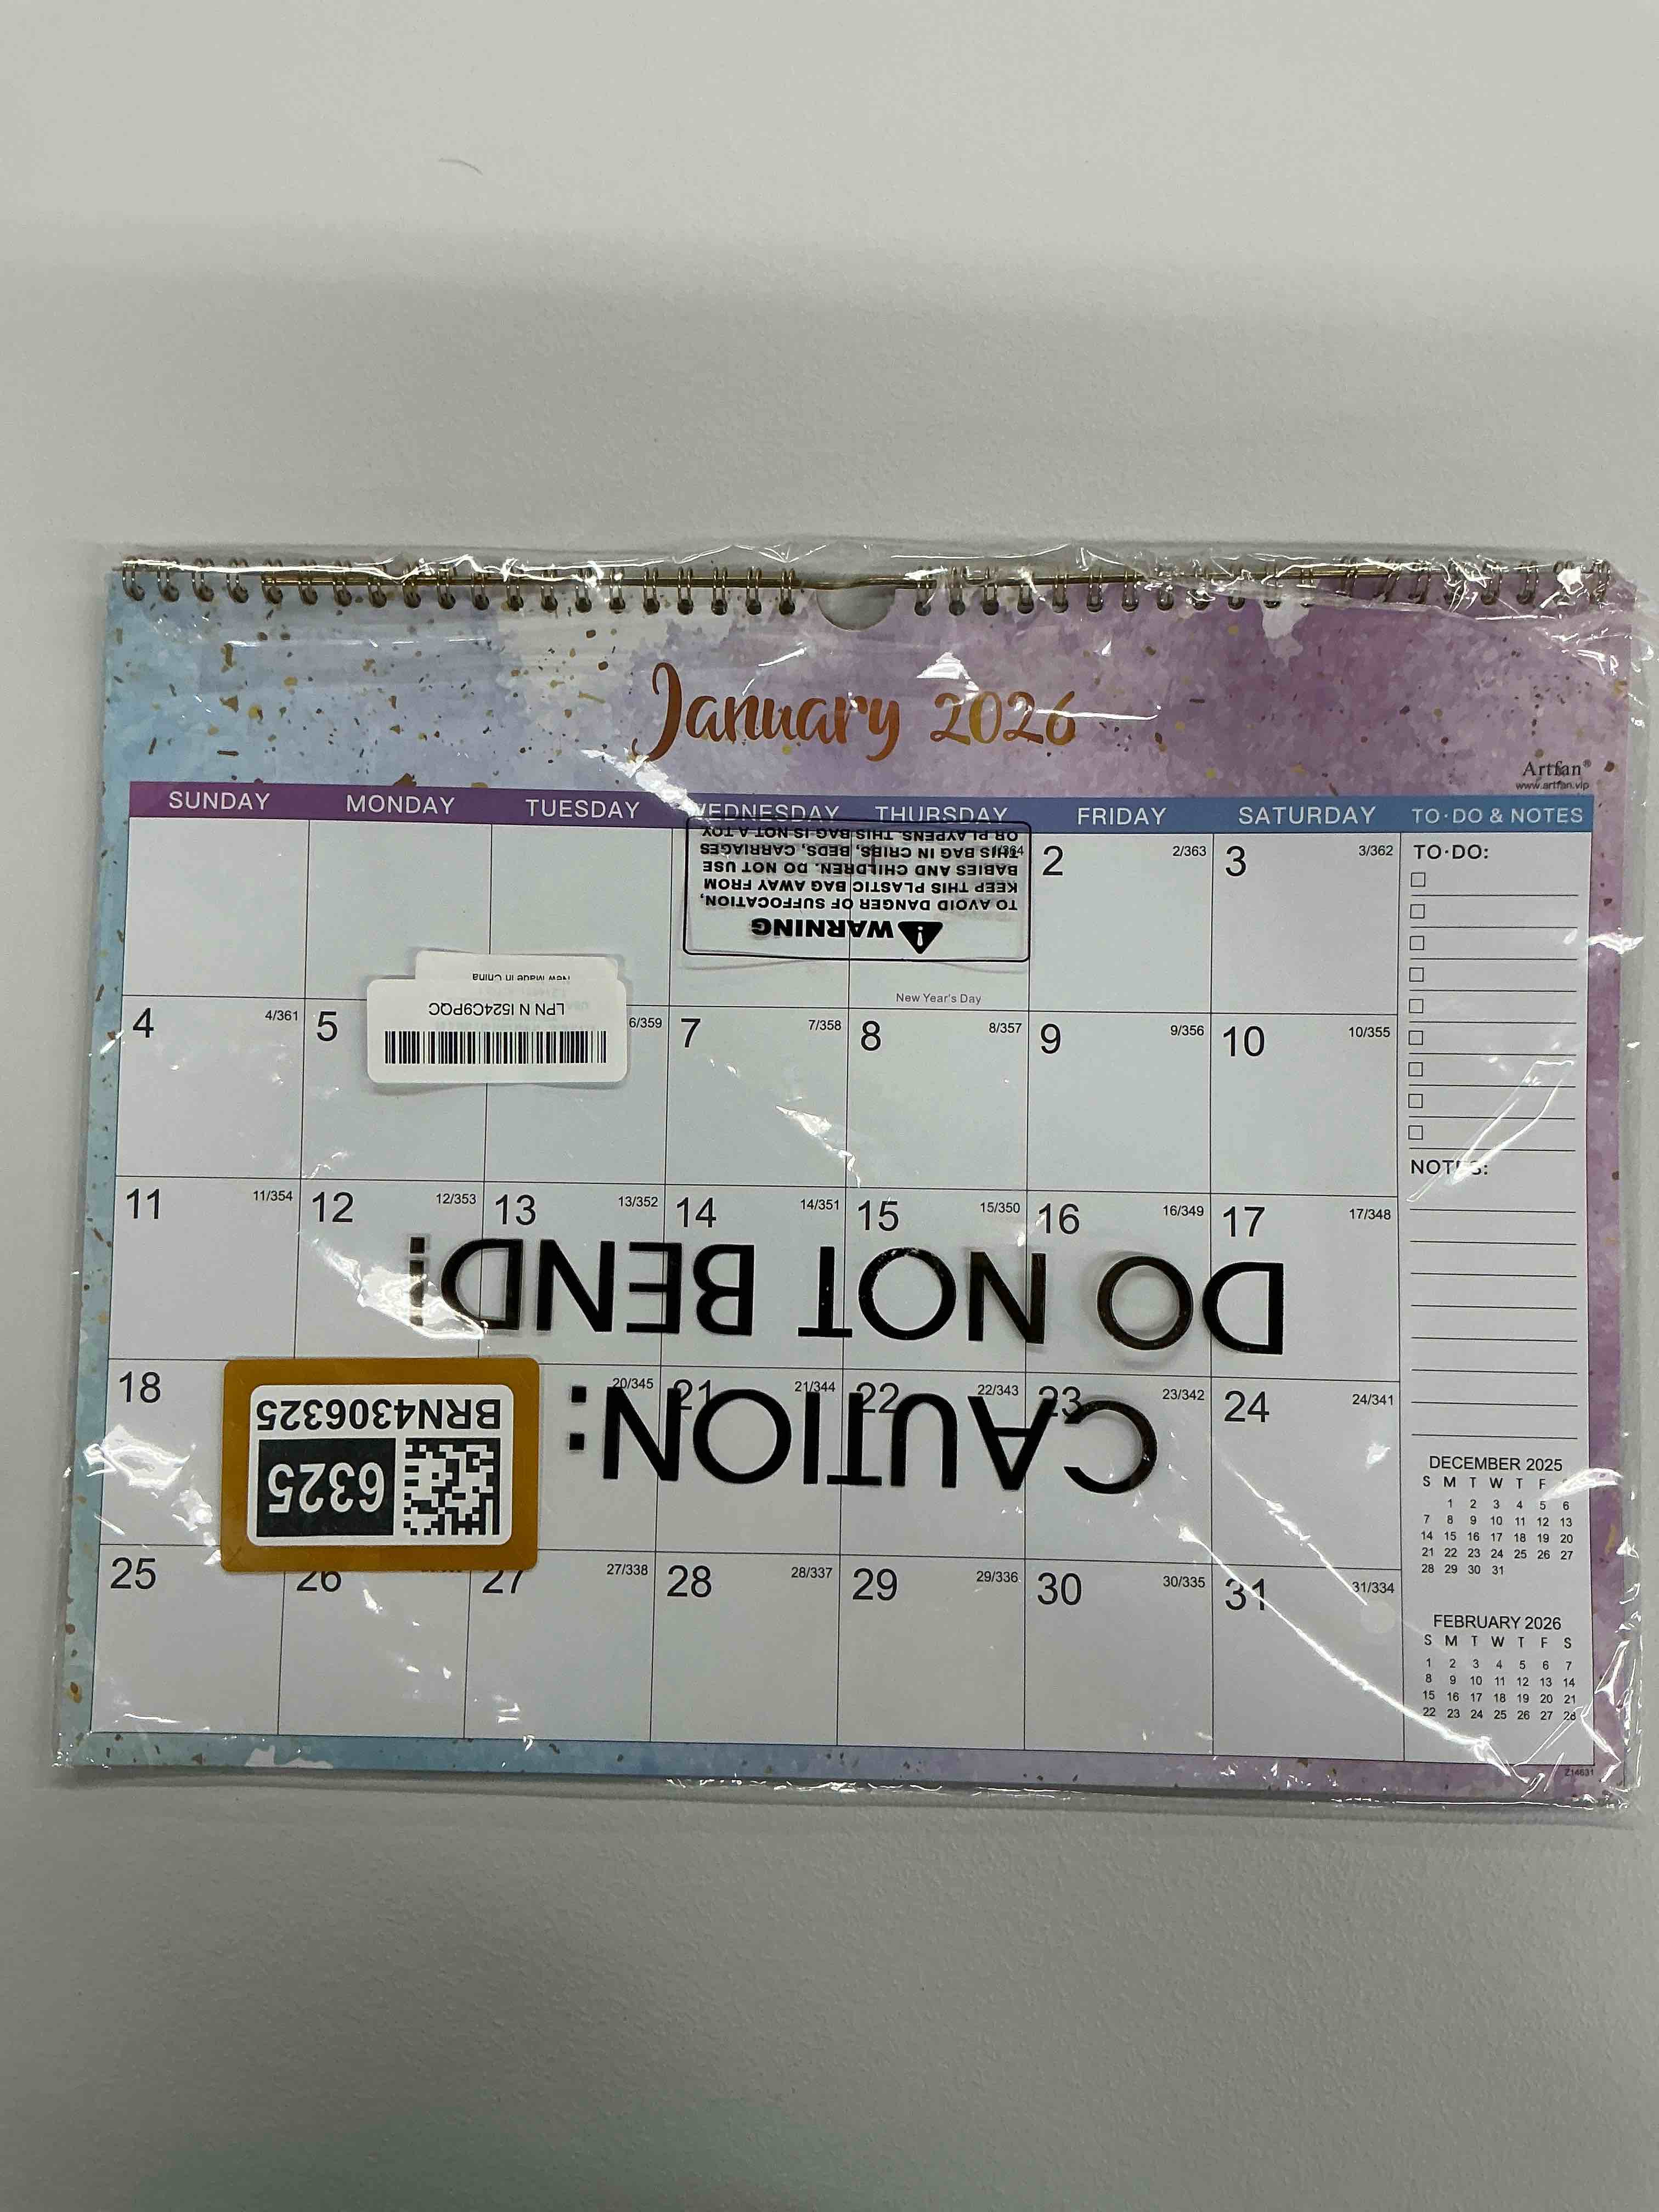 January 2026
Artfan®
www.artfan.vip
SUNDAY MONDAY TUESDAY WEDNESDAY THURSDAY FRIDAY SATURDAY TO·DO & NOTES
1 1/364 2 2/363 3 3/362
New Year's Day
4 4/361 5 6/359 7 7/358 8 8/357 9 9/356 10 10/355
11 11/354 12 12/353 13 13/352 14 14/351 15 15/350 16 16/349 17 17/348
18 20/345 21 21/344 22 22/343 23 23/342 24 24/341
25 26 27 27/338 28 28/337 29 29/336 30 30/335 31 31/334
TO·DO:
NOTES:
DECEMBER 2025
S M T W T F
1 2 3 4 5 6
7 8 9 10 11 12 13
14 15 16 17 18 19 20
21 22 23 24 25 26 27
28 29 30 31
FEBRUARY 2026
S M T W T F S
1 2 3 4 5 6 7
8 9 10 11 12 13 14
15 16 17 18 19 20 21
22 23 24 25 26 27 28
Z14631
WARNING
TO AVOID DANGER OF SUFFOCATION,
KEEP THIS PLASTIC BAG AWAY FROM
BABIES AND CHILDREN. DO NOT USE
THIS BAG IN CRIBS, BEDS, CARRIAGES
OR PLAYPENS. THIS BAG IS NOT A TOY
LPN N I524C9PQC
New Made in China
CAUTION:
DO NOT BEND!
6325
BRN4306325